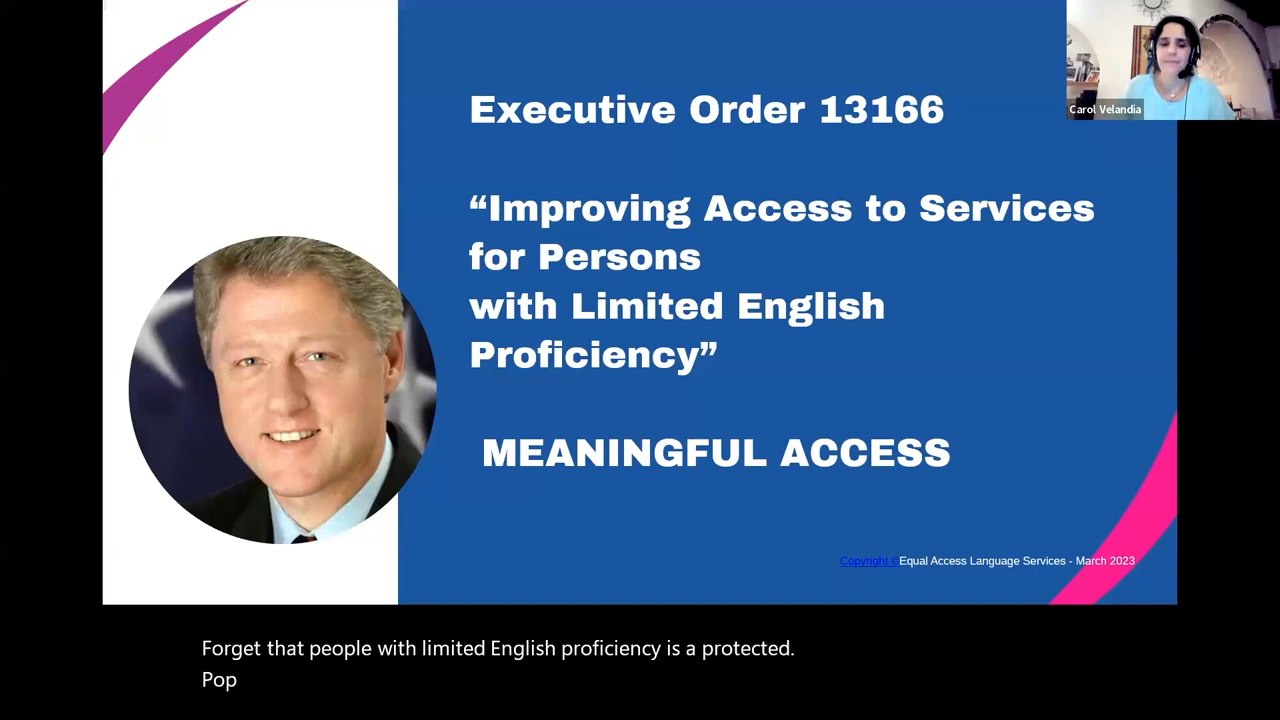 Executive Order 13166
“Improving Access to Services
for Persons
with Limited English
Proficiency”
MEANINGFUL ACCESS
Copyright ©Equal Access Language Services - March 2023
Carol Velandia
Forget that people with limited English proficiency is a protected.
Pop